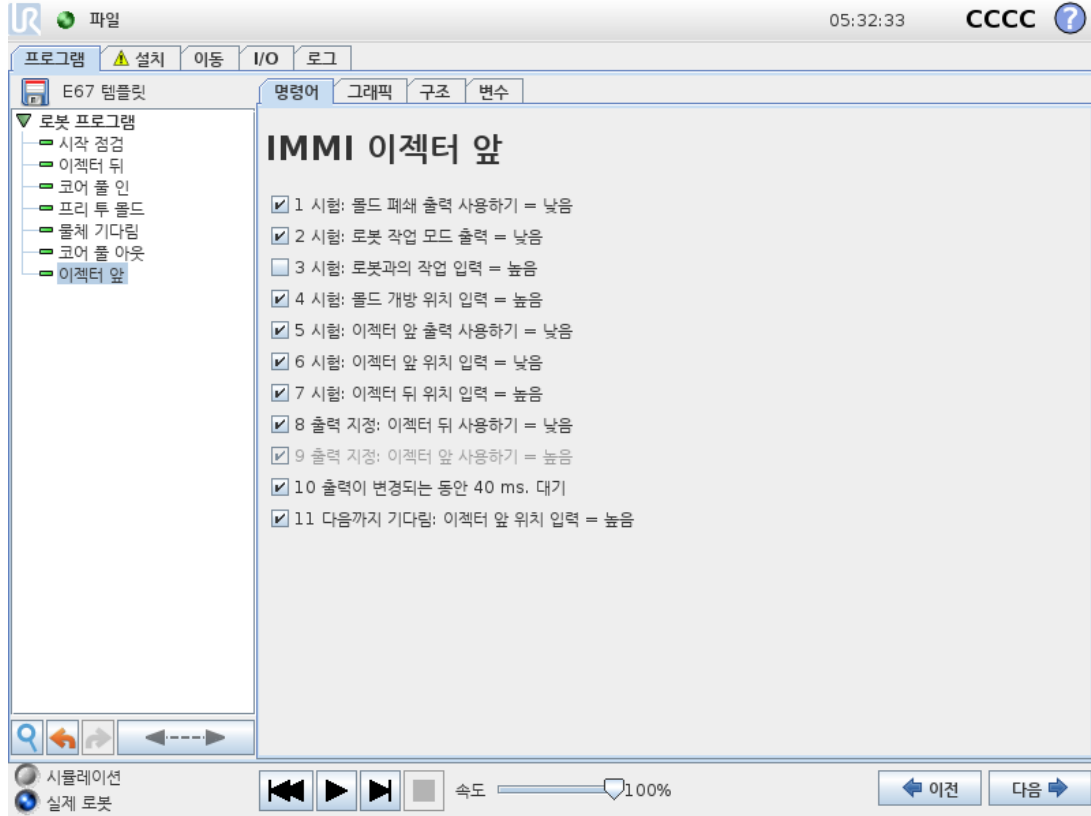 UR 파일 05:32:33 CCCC ?
프로그램 설치 이동 I/O 로그
E67 템플릿
명령어 그래픽 구조 변수
로봇 프로그램
시작 점검
이젝터 뒤
코어 풀 인
프리 투 몰드
물체 기다림
코어 풀 아웃
이젝터 앞
IMMI 이젝터 앞
1 시험: 몰드 폐쇄 출력 사용하기 = 낮음
2 시험: 로봇 작업 모드 출력 = 낮음
3 시험: 로봇과의 작업 입력 = 높음
4 시험: 몰드 개방 위치 입력 = 높음
5 시험: 이젝터 앞 출력 사용하기 = 낮음
6 시험: 이젝터 앞 위치 입력 = 낮음
7 시험: 이젝터 뒤 위치 입력 = 높음
8 출력 지정: 이젝터 뒤 사용하기 = 낮음
9 출력 지정: 이젝터 앞 사용하기 = 높음
10 출력이 변경되는 동안 40 ms. 대기
11 다음까지 기다림: 이젝터 앞 위치 입력 = 높음
시뮬레이션
실제 로봇
속도 100%
이전 다음